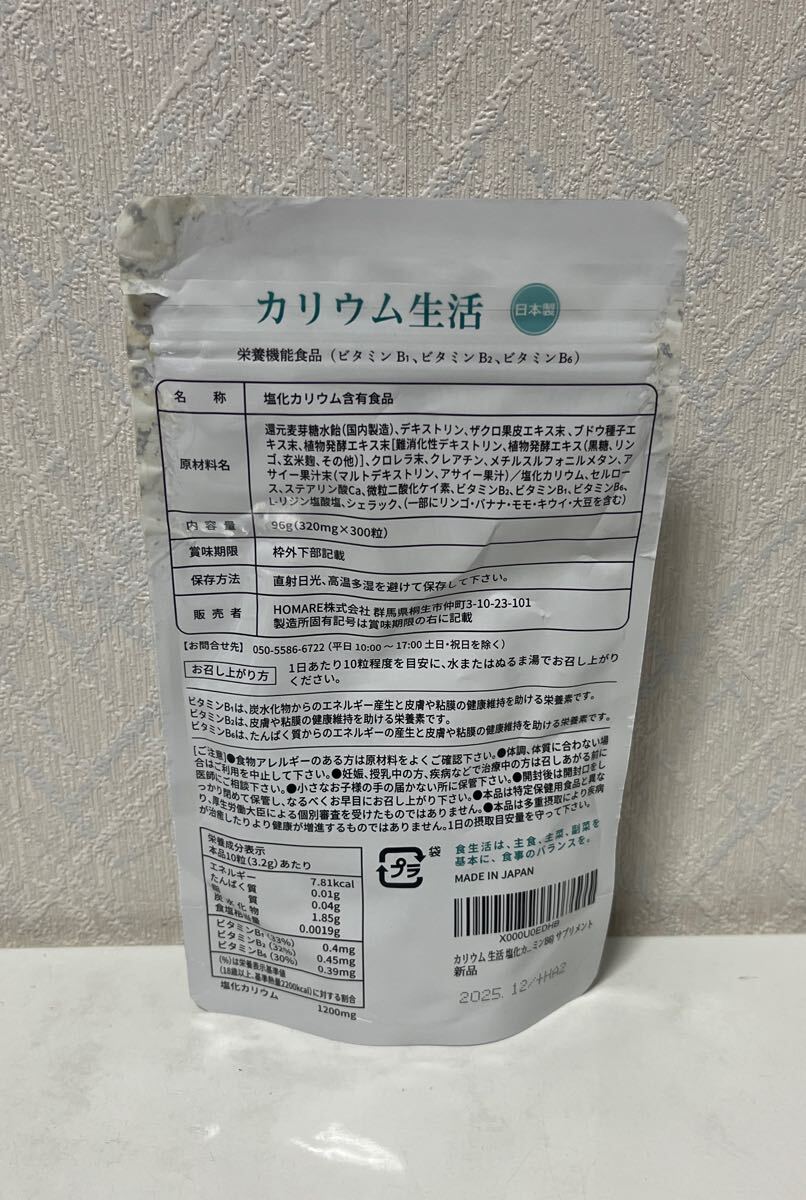 カリウム生活
日本製
栄養機能食品（ビタミンB₁、ビタミンB₂、ビタミンB₆）
名 称 塩化カリウム含有食品
原材料名
還元麦芽糖水飴(国内製造)、デキストリン、ザクロ果皮エキス末、ブドウ種子エ
キス末、植物発酵エキス末[難消化性デキストリン、植物発酵エキス(黒糖、リン
ゴ、玄米麹、その他)]、クロレラ末、クレアチン、メチルスルフォニルメタン、ア
サイー果汁末(マルトデキストリン、アサイー果汁)／塩化カリウム、セルロー
ス、ステアリン酸Ca、微粒二酸化ケイ素、ビタミンB₂、ビタミンB₁、ビタミンB₆、
L-リジン塩酸塩、シェラック、(一部にリンゴ・バナナ・モモ・キウイ・大豆を含む)
内 容 量 96g(320mg×300粒)
賞味期限 枠外下部記載
保存方法 直射日光、高温多湿を避けて保存して下さい。
販 売 者 HOMARE株式会社 群馬県桐生市仲町3-10-23-101
製造所固有記号は賞味期限の右に記載
【お問合せ先】 050-5586-6722 (平日 10:00 ～ 17:00 土日・祝日を除く)
お召し上がり方 1日あたり10粒程度を目安に、水またはぬるま湯でお召し上がり
ください。
ビタミンB₁は、炭水化物からのエネルギー産生と皮膚や粘膜の健康維持を助ける栄養素です。
ビタミンB₂は、皮膚や粘膜の健康維持を助ける栄養素です。
ビタミンB₆は、たんぱく質からのエネルギーの産生と皮膚や粘膜の健康維持を助ける栄養素です。
[ご注意]●食物アレルギーのある方は原材料をよくご確認下さい。●体調、体質に合わない場
合はご利用を中止して下さい。●妊娠、授乳中の方、疾病などで治療中の方は召しあがる前に
医師にご相談下さい。●小さなお子様の手の届かない所に保管下さい。●開封後は開封口をし
っかり閉めて保管し、なるべくお早目にお召し上がり下さい。●本品は特定保健用食品と異な
り、厚生労働大臣による個別審査を受けたものではありません。●本品は多量摂取により疾病
が治癒したりより健康が増進するものではありません。1日の摂取目安量を守って下さい。
栄養成分表示
本品10粒(3.2g)あたり
エネルギー 7.81kcal
たんぱく質 0.01g
脂 質 0.04g
炭 水 化 物 1.85g
食塩相当量 0.0019g
ビタミンB₁ (33%) 0.4mg
ビタミンB₂ (32%) 0.45mg
ビタミンB₆ (30%) 0.39mg
(%)は栄養表示基準値
(18歳以上、基準熱量2200kcal)に対する割合
塩化カリウム 1200mg
プラ
袋
食生活は、主食、主菜、副菜を
基本に、食事のバランスを。
MADE IN JAPAN
X000U0EDHB
カリウム 生活 塩化カ...ミンB6) サプリメント
新品
2025.12/+HA2